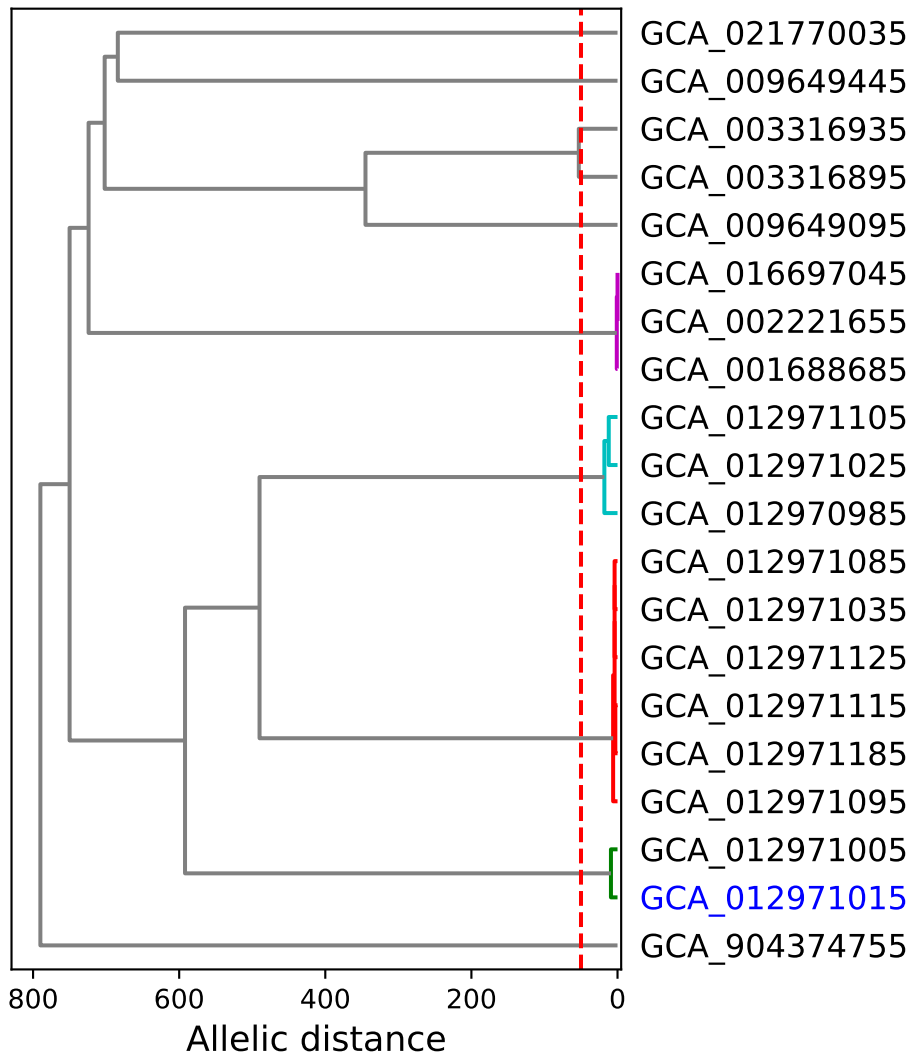 GCA_021770035
GCA_009649445
GCA_003316935
GCA_003316895
GCA_009649095
GCA_016697045
GCA_002221655
GCA_001688685
GCA_012971105
GCA_012971025
GCA_012970985
GCA_012971085
GCA_012971035
GCA_012971125
GCA_012971115
GCA_012971185
GCA_012971095
GCA_012971005
GCA_012971015
GCA_904374755
800 600 400 200 0
Allelic distance